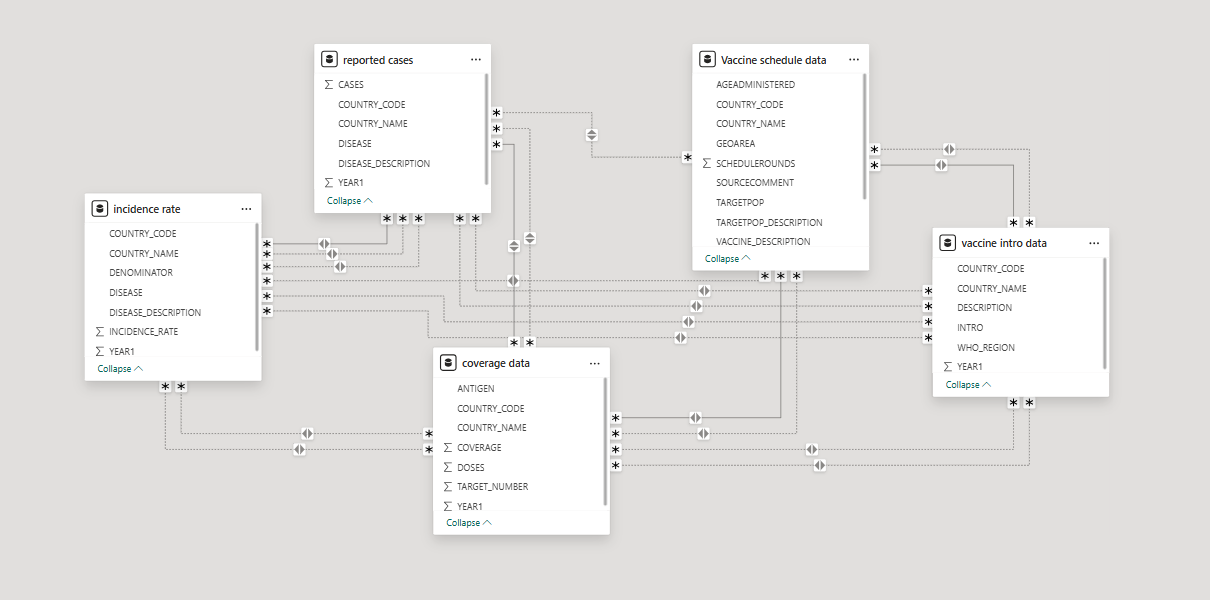 reported cases
CASES
COUNTRY_CODE
COUNTRY_NAME
DISEASE
DISEASE_DESCRIPTION
YEAR1
Collapse
Vaccine schedule data
AGEADMINISTERED
COUNTRY_CODE
COUNTRY_NAME
GEOAREA
SCHEDULEROUNDS
SOURCECOMMENT
TARGETPOP
TARGETPOP_DESCRIPTION
VACCINE_DESCRIPTION
Collapse
incidence rate
COUNTRY_CODE
COUNTRY_NAME
DENOMINATOR
DISEASE
DISEASE_DESCRIPTION
INCIDENCE_RATE
YEAR1
Collapse
vaccine intro data
COUNTRY_CODE
COUNTRY_NAME
DESCRIPTION
INTRO
WHO_REGION
YEAR1
Collapse
coverage data
ANTIGEN
COUNTRY_CODE
COUNTRY_NAME
COVERAGE
DOSES
TARGET_NUMBER
YEAR1
Collapse